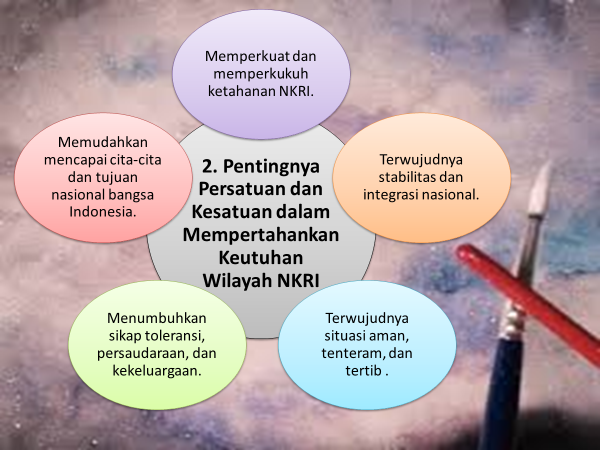 Memperkuat dan
memperkukuh
ketahanan NKRI.
Memudahkan
mencapai cita-cita
dan tujuan
nasional bangsa
Indonesia.
2. Pentingnya
Persatuan dan
Kesatuan dalam
Mempertahankan
Keutuhan
Wilayah NKRI
Terwujudnya
stabilitas dan
integrasi nasional.
Menumbuhkan
sikap toleransi,
persaudaraan, dan
kekeluargaan.
Terwujudnya
situasi aman,
tenteram, dan
tertib .